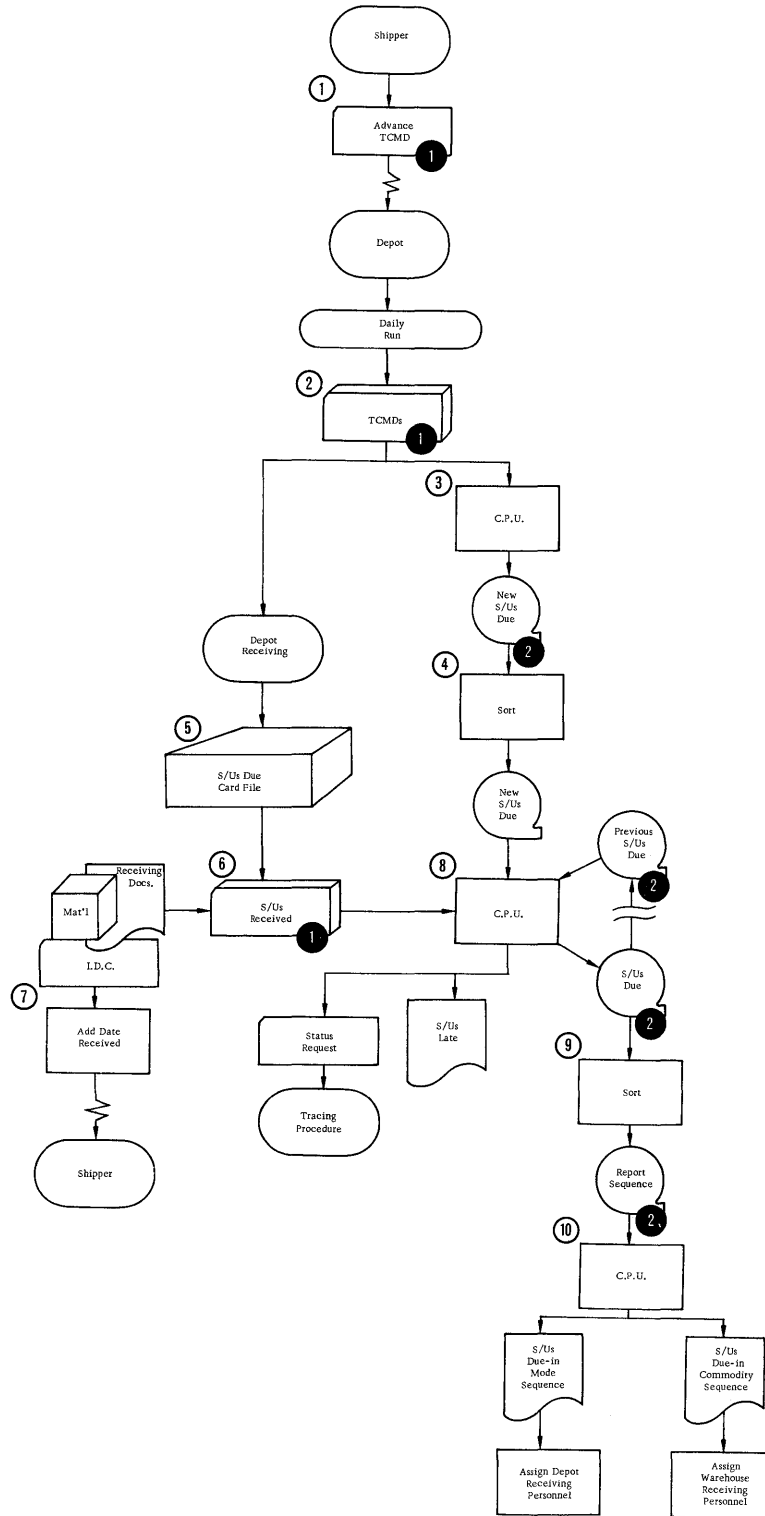 Shipper
1
Advance
TCMD
1
Depot
Daily
Run
2
TCMDs
1
3
C.P.U.
New
S/Us
Due
2
Depot
Receiving
4
Sort
5
S/Us Due
Card File
New
S/Us
Due
Previous
S/Us
Due
2
Receiving
Docs.
Mat'l
I.D.C.
6
S/Us
Received
1
8
C.P.U.
S/Us
Due
2
7
Add Date
Received
Status
Request
S/Us
Late
9
Sort
Tracing
Procedure
Shipper
Report
Sequence
2
10
C.P.U.
S/Us
Due-in
Mode
Sequence
S/Us
Due-in
Commodity
Sequence
Assign Depot
Receiving
Personnel
Assign
Warehouse
Receiving
Personnel